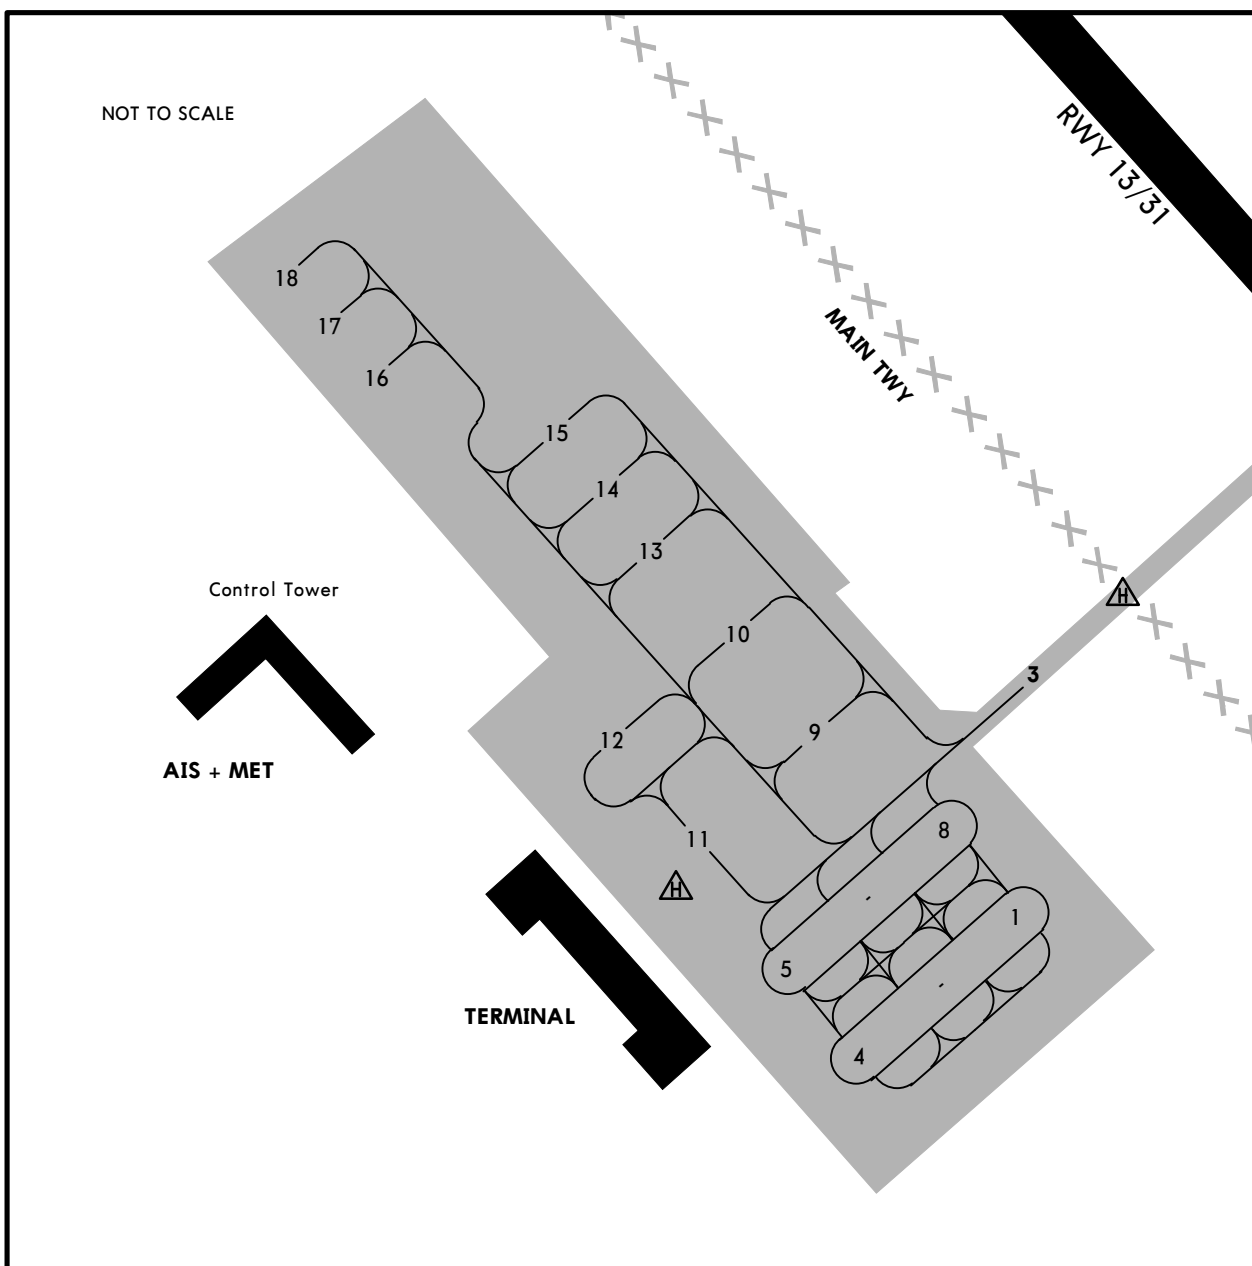 NOT TO SCALE
RWY 13/31
18
17
16
MAIN TWY
15
14
13
Control Tower
H
10
3
9
12
AIS + MET
8
11
H
-
1
5
-
TERMINAL
4